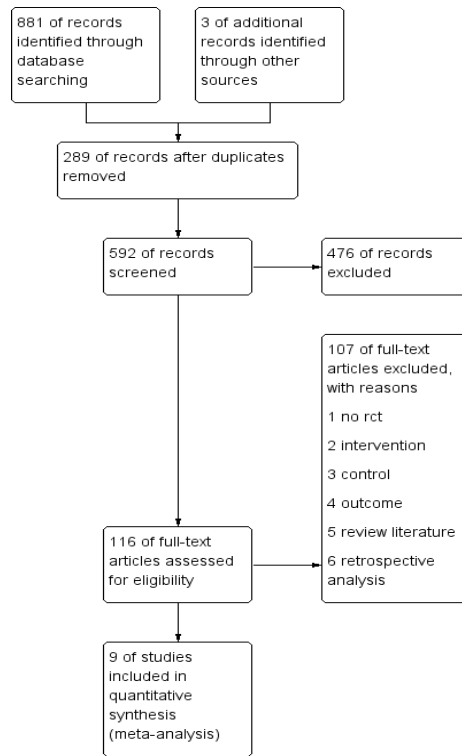 881 of records
identified through
database
searching
3 of additional
records identified
through other
sources
289 of records after duplicates
removed
592 of records
screened
476 of records
excluded
107 of full-text
articles excluded,
with reasons
1 no rct
2 intervention
3 control
4 outcome
5 review literature
6 retrospective
analysis
116 of full-text
articles assessed
for eligibility
9 of studies
included in
quantitative
synthesis
(meta-analysis)